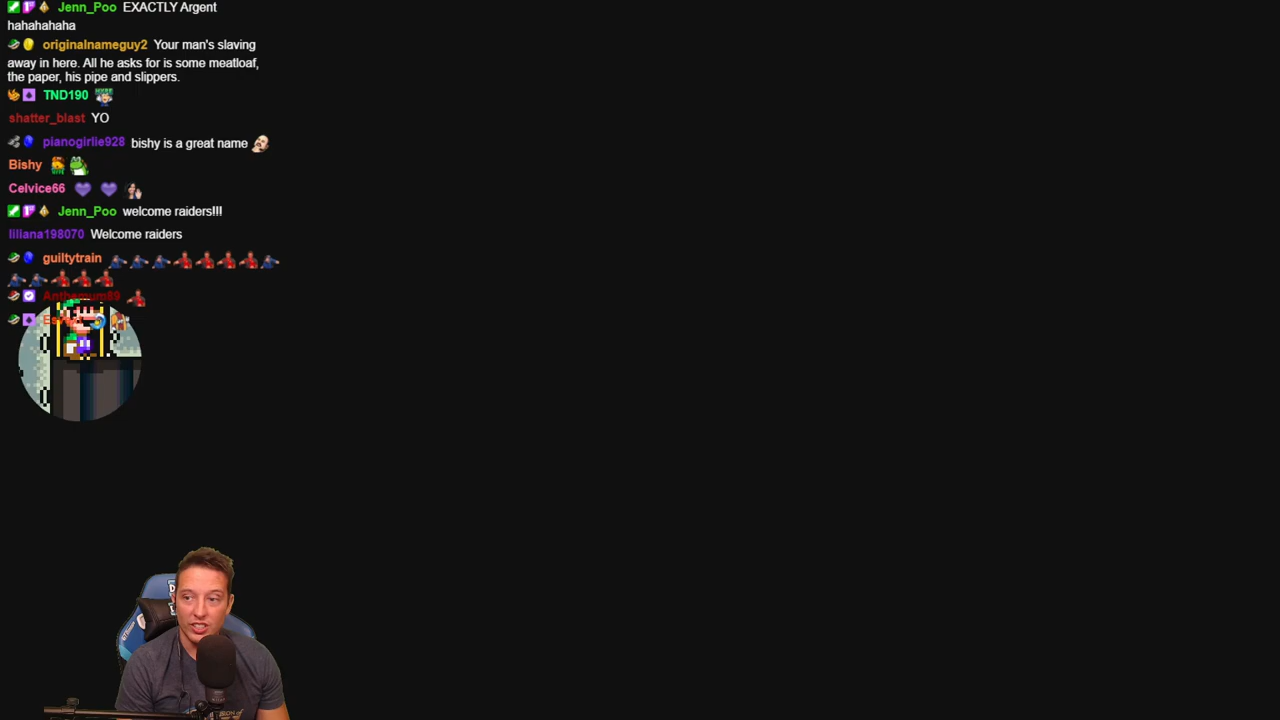 Jenn_Poo EXACTLY Argent
hahahahaha
originalnameguy2 Your man's slaving
away in here. All he asks for is some meatloaf,
the paper, his pipe and slippers.
TND190
shatter_blast YO
pianogirlie928 bishy is a great name
Bishy
Celvice66
Jenn_Poo welcome raiders!!!
liliana198070 Welcome raiders
guiltytrain